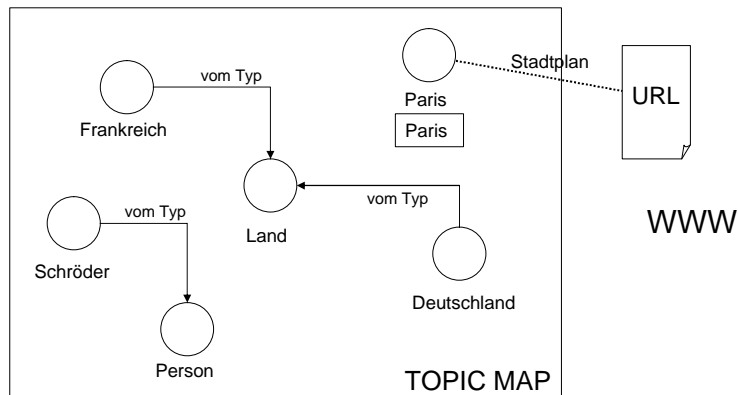 Stadtplan
vom Typ
URL
Paris
Paris
Frankreich
vom Typ
vom Typ
Land
WWW
Schröder
Deutschland
Person
TOPIC MAP